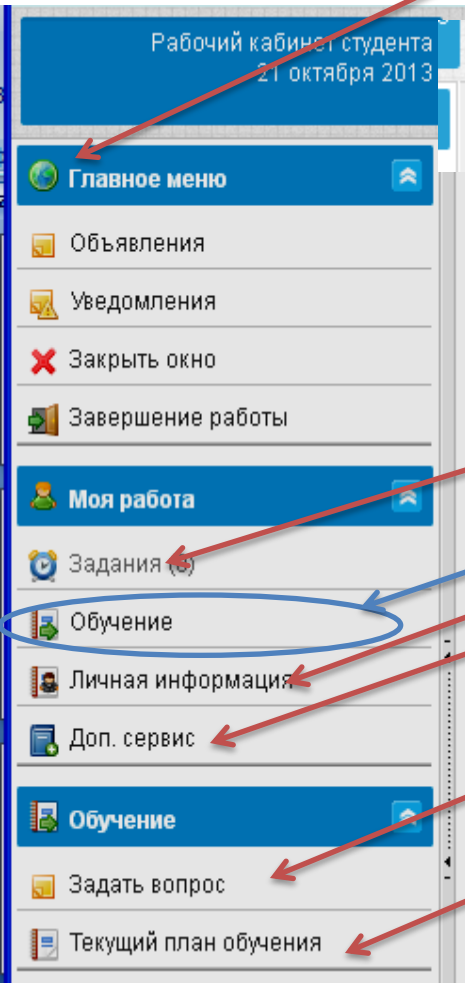 Рабочий кабинет студента
21 октября 2013
Главное меню
Объявления
Уведомления
Закрыть окно
Завершение работы
Моя работа
Задания
Обучение
Личная информация
Доп. сервис
Обучение
Задать вопрос
Текущий план обучения